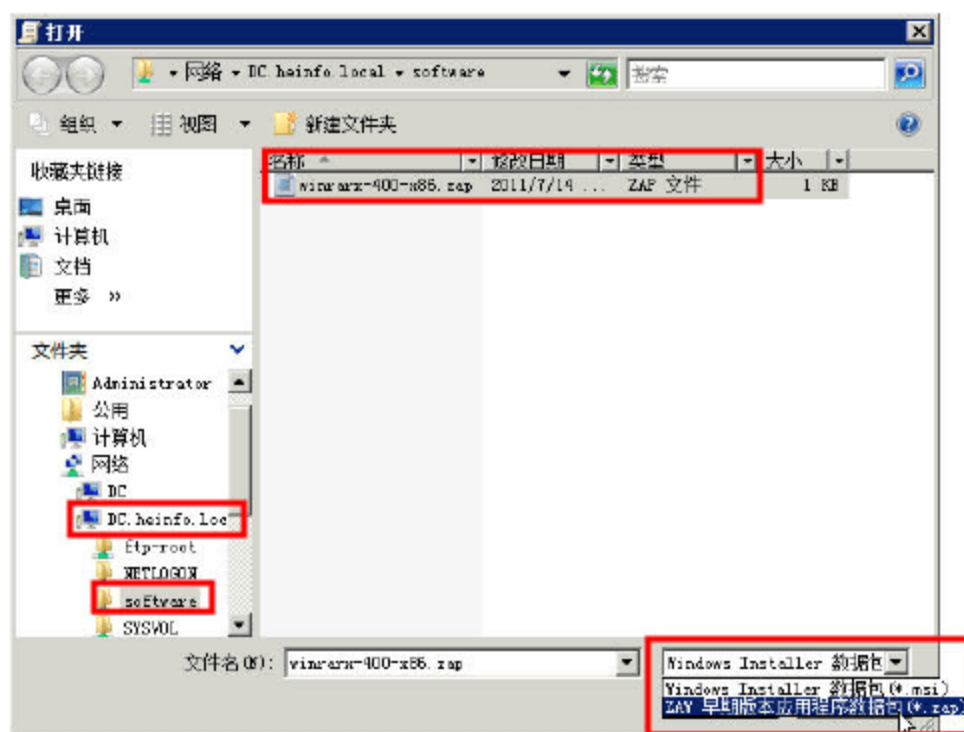 打开
网络 DC.heinfo.local software 搜索
组织 视图 新建文件夹
收藏夹链接
桌面
计算机
文档
更多 »
名称 修改日期 类型 大小
winrarx-400-x86.zap 2011/7/14 ... ZAP 文件 1 KB
文件夹
Administrator
公用
计算机
网络
DC
DC.heinfo.loc
ftp-root
NETLOGON
software
SYSVOL
文件名(N): winrarx-400-x86.zap
Windows Installer 数据包
Windows Installer 数据包(*.msi)
ZAW 早期版本应用程序数据包(*.zap)